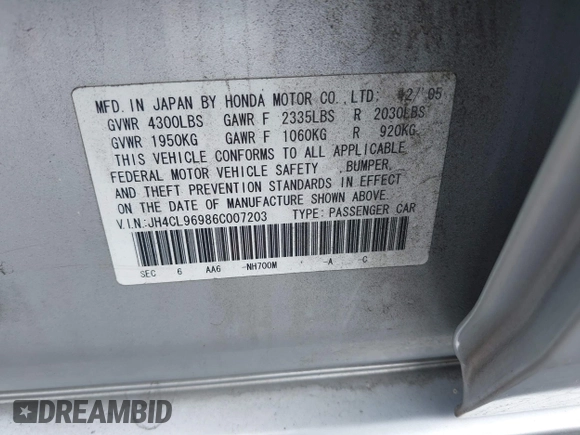 MFD. IN JAPAN BY HONDA MOTOR CO., LTD: 12/'05
GVWR 4300LBS GAWR F 2335LBS R 2030LBS
GVWR 1950KG GAWR F 1060KG R 920KG.
THIS VEHICLE CONFORMS TO ALL APPLICABLE
FEDERAL MOTOR VEHICLE SAFETY , BUMPER,
AND THEFT PREVENTION STANDARDS IN EFFECT
ON THE DATE OF MANUFACTURE SHOWN ABOVE.
V.I.N:JH4CL96986C007203 TYPE: PASSENGER CAR
SEC 6 AA6 -NH700M -A -C
DREAMBID